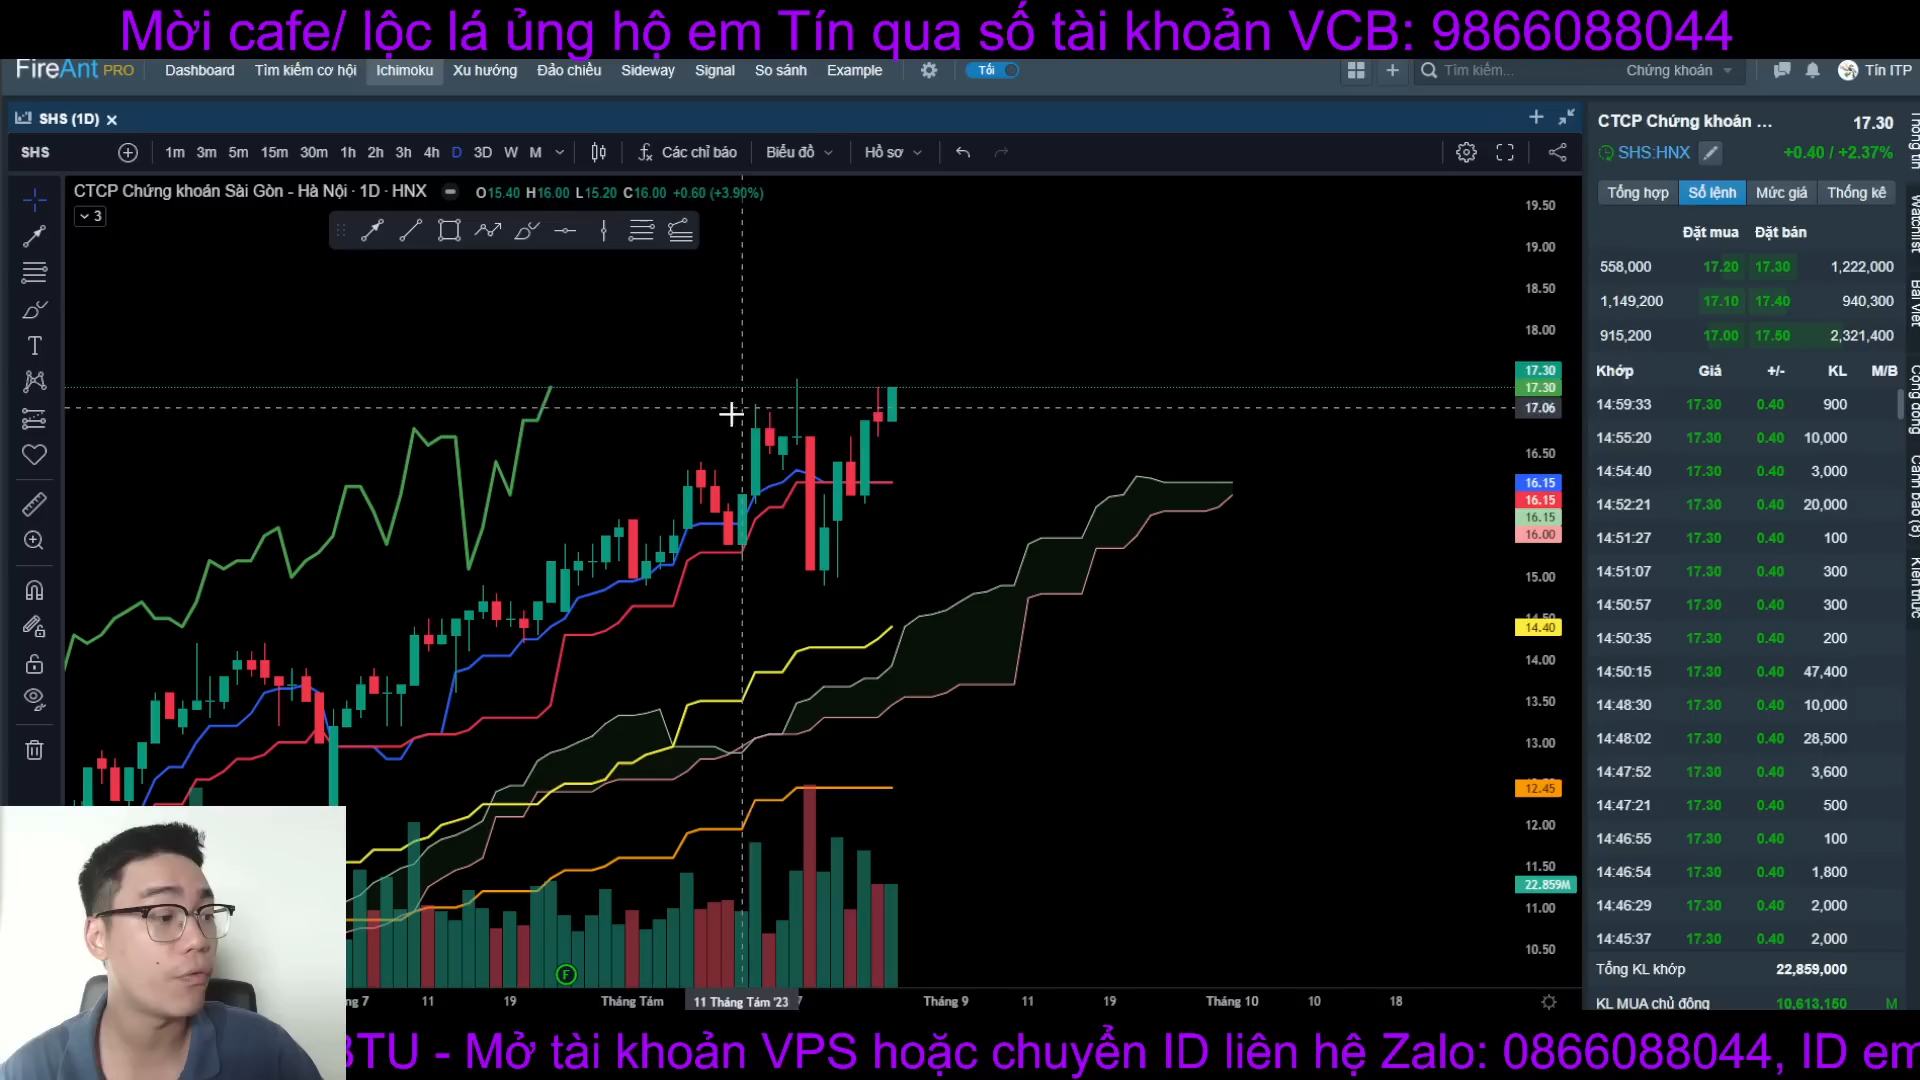 Mời cafe/ lộc lá ủng hộ em Tín qua số tài khoản VCB: 9866088044
FireAnt PRO Dashboard Tìm kiếm cơ hội Ichimoku Xu hướng Đảo chiều Sideway Signal So sánh Example Tối Tìm kiếm... Chứng khoán Tín ITP
SHS (1D)
SHS 1m 3m 5m 15m 30m 1h 2h 3h 4h D 3D W M Các chỉ báo Biểu đồ Hồ sơ
CTCP Chứng khoán Sài Gòn - Hà Nội · 1D · HNX O15.40 H16.00 L15.20 C16.00 +0.60 (+3.90%)
3
19.50
19.00
18.50
18.00
17.30
17.30
17.06
16.50
16.15
16.15
16.15
16.00
15.00
14.40
14.00
13.50
13.00
12.45
12.00
11.50
22.859M
11.00
10.50
11 19 Tháng Tám 11 Tháng Tám '23 Tháng 9 11 19 Tháng 10 10 18
F
CTCP Chứng khoán ... 17.30
SHS:HNX +0.40 / +2.37%
Tổng hợp Sổ lệnh Mức giá Thống kê
Đặt mua Đặt bán
558,000 17.20 17.30 1,222,000
1,149,200 17.10 17.40 940,300
915,200 17.00 17.50 2,321,400
Khớp Giá +/- KL M/B
14:59:33 17.30 0.40 900
14:55:20 17.30 0.40 10,000
14:54:40 17.30 0.40 3,000
14:52:21 17.30 0.40 20,000
14:51:27 17.30 0.40 100
14:51:07 17.30 0.40 300
14:50:57 17.30 0.40 300
14:50:35 17.30 0.40 200
14:50:15 17.30 0.40 47,400
14:48:30 17.30 0.40 10,000
14:48:02 17.30 0.40 28,500
14:47:52 17.30 0.40 3,600
14:47:21 17.30 0.40 500
14:46:55 17.30 0.40 100
14:46:54 17.30 0.40 1,800
14:46:29 17.30 0.40 2,000
14:45:37 17.30 0.40 2,000
Tổng KL khớp 22,859,000
KL MUA chủ động 10,613,150 M
Thông tin
Watchlist
Bài viết
Cộng đồng
Cảnh báo (8)
Kiến thức
BTU - Mở tài khoản VPS hoặc chuyển ID liên hệ Zalo: 0866088044, ID em